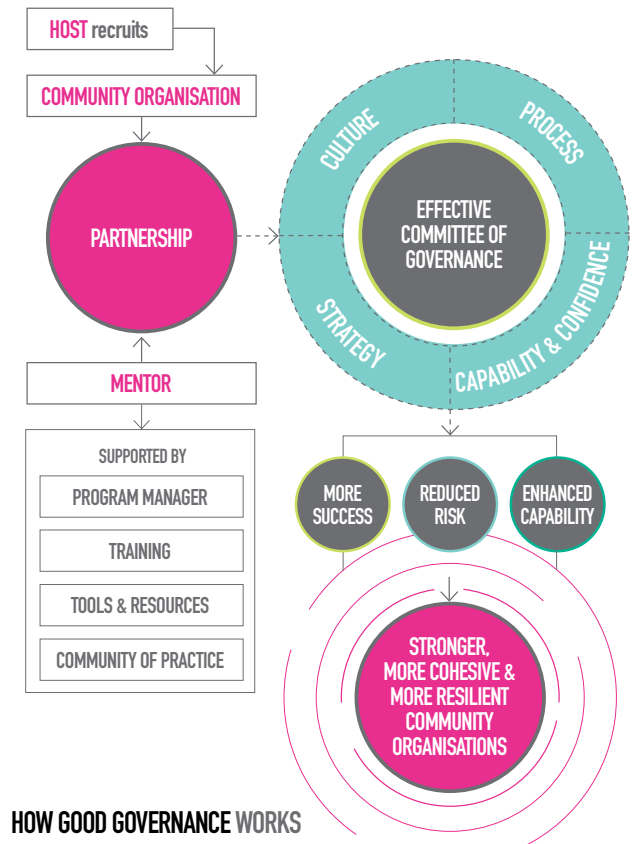 HOST recruits
COMMUNITY ORGANISATION
PARTNERSHIP
MENTOR
SUPPORTED BY
PROGRAM MANAGER
TRAINING
TOOLS & RESOURCES
COMMUNITY OF PRACTICE
CULTURE
PROCESS
STRATEGY
CAPABILITY & CONFIDENCE
EFFECTIVE
COMMITTEE OF
GOVERNANCE
MORE
SUCCESS
REDUCED
RISK
ENHANCED
CAPABILITY
STRONGER,
MORE COHESIVE &
MORE RESILIENT
COMMUNITY
ORGANISATIONS
HOW GOOD GOVERNANCE WORKS